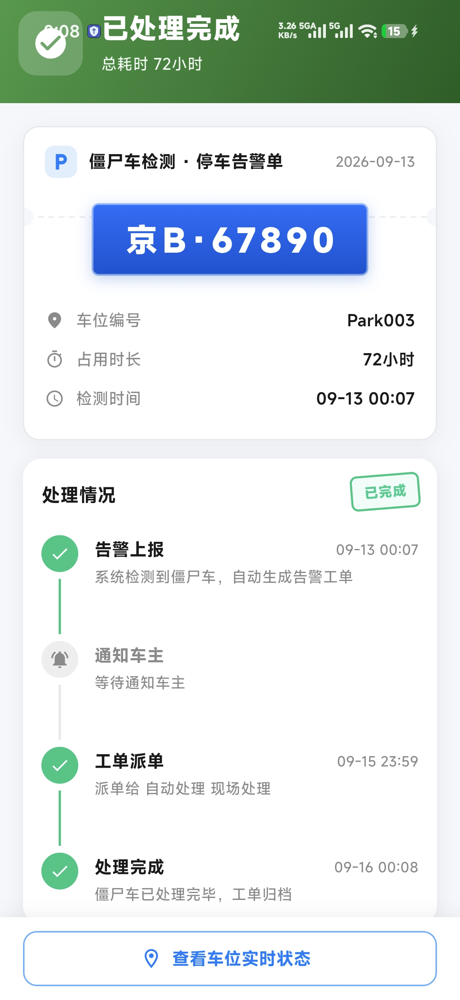 已处理完成
3.26 KB/s 5GA 5G 15
总耗时 72小时
P 僵尸车检测 · 停车告警单 2026-09-13
京B·67890
车位编号 Park003
占用时长 72小时
检测时间 09-13 00:07
处理情况 已完成
告警上报 09-13 00:07
系统检测到僵尸车，自动生成告警工单
通知车主
等待通知车主
工单派单 09-15 23:59
派单给 自动处理 现场处理
处理完成 09-16 00:08
僵尸车已处理完毕，工单归档
查看车位实时状态